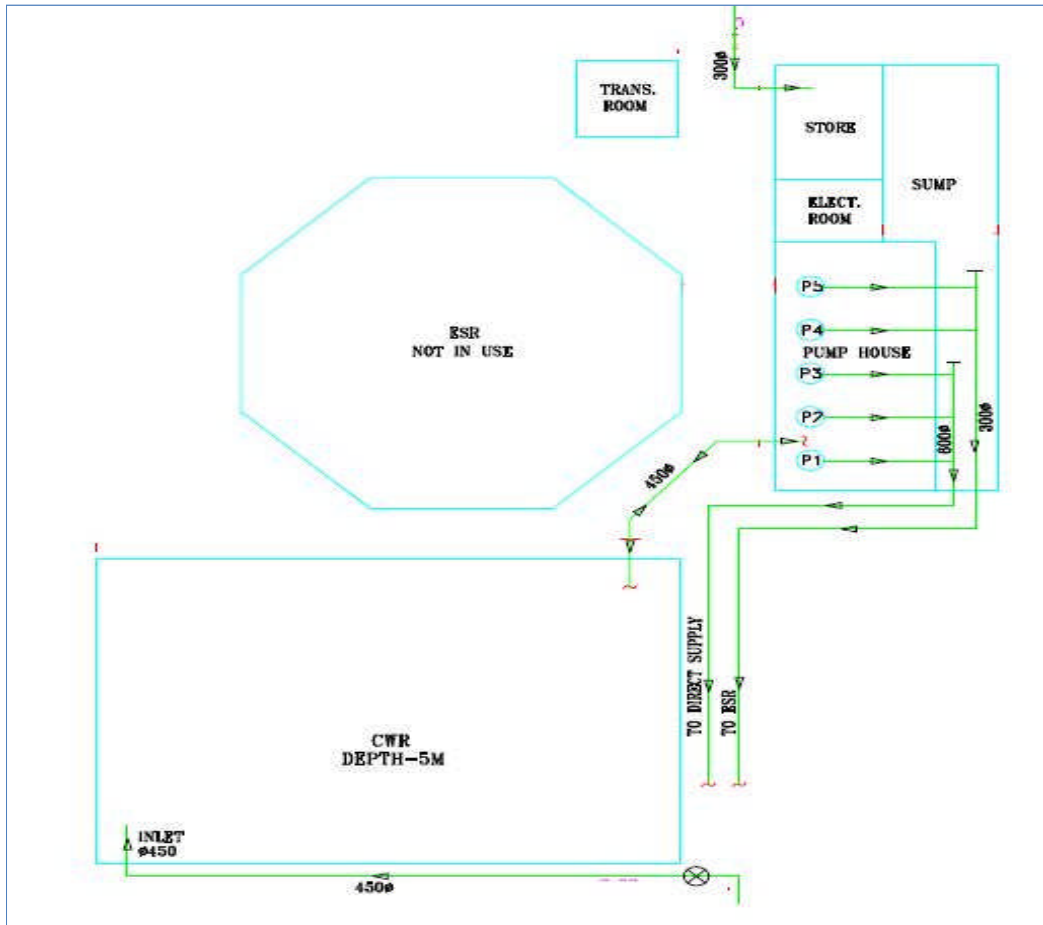 300ø
TRANS.
ROOM
STORE
SUMP
ELECT.
ROOM
P5
P4
PUMP HOUSE
P3
P2
P1
600ø
300ø
ESR
NOT IN USE
450ø
TO DIRECT SUPPLY
TO ESR
CWR
DEPTH-5M
INLET
ø450
450ø